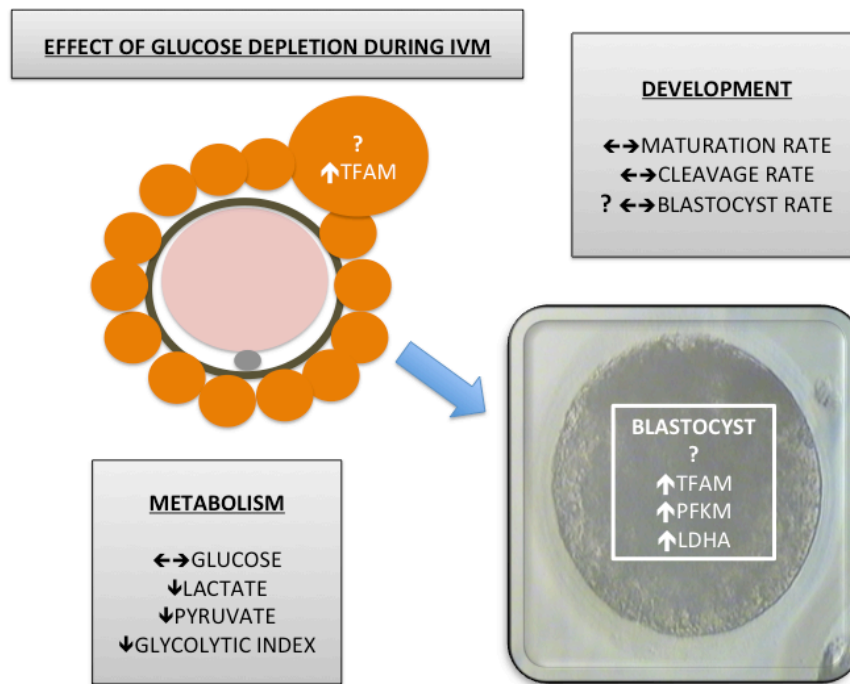 EFFECT OF GLUCOSE DEPLETION DURING IVM
DEVELOPMENT
←→MATURATION RATE
←→CLEAVAGE RATE
? ←→BLASTOCYST RATE
?
↑TFAM
BLASTOCYST
?
↑TFAM
↑PFKM
↑LDHA
METABOLISM
←→GLUCOSE
↓LACTATE
↓PYRUVATE
↓GLYCOLYTIC INDEX